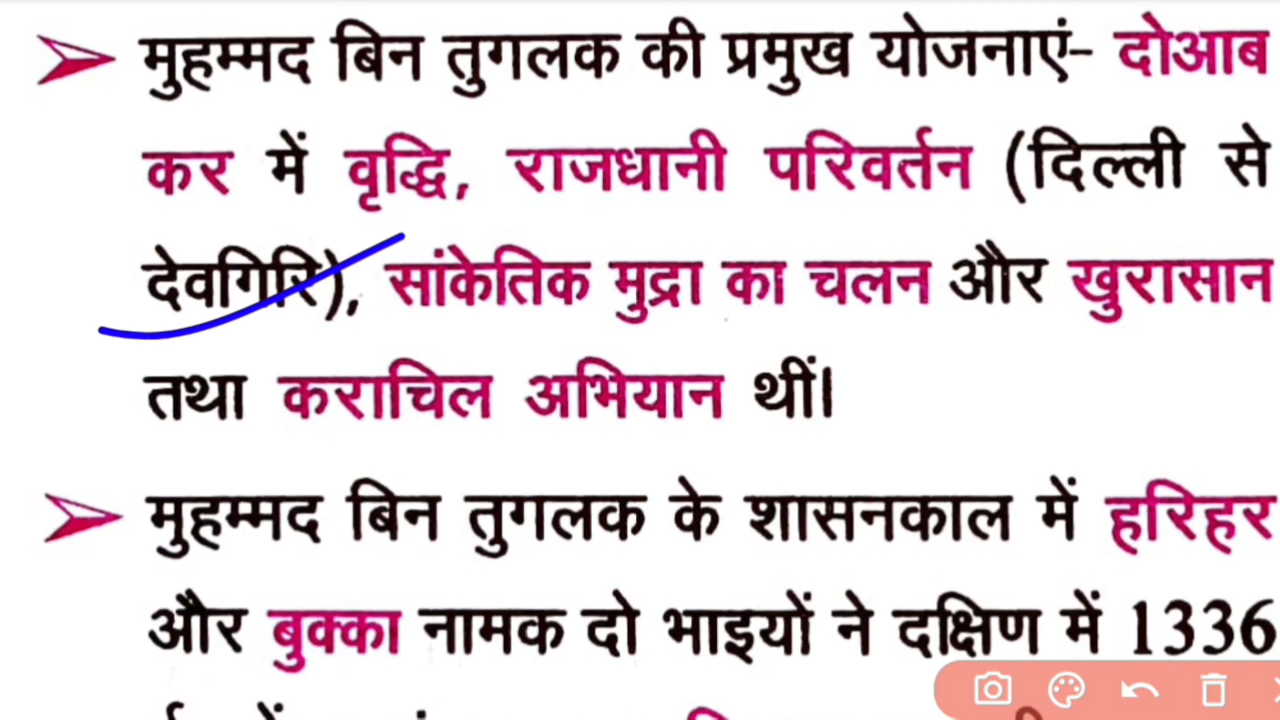 मुहम्मद बिन तुगलक की प्रमुख योजनाएं- दोआब
कर में वृद्धि, राजधानी परिवर्तन (दिल्ली से
देवगिरि), सांकेतिक मुद्रा का चलन और खुरासान
तथा कराचिल अभियान थीं।
मुहम्मद बिन तुगलक के शासनकाल में हरिहर
और बुक्का नामक दो भाइयों ने दक्षिण में 1336